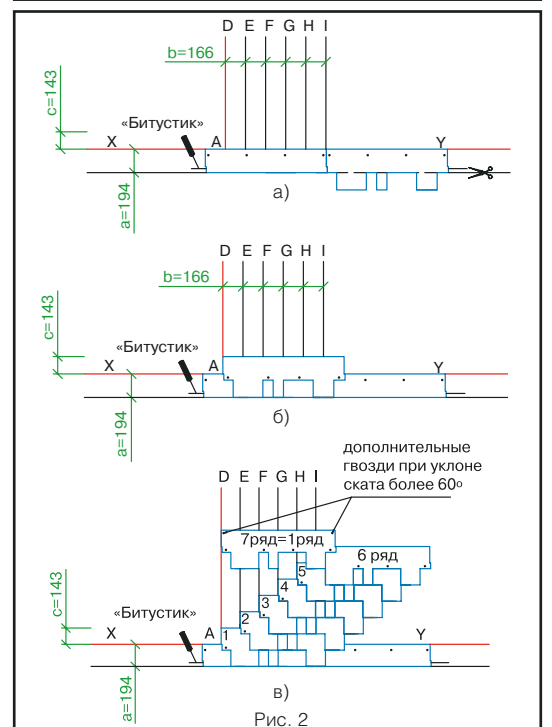 D E F G H I
b=166
c=143
«Битустик»
X A Y
a=194
а)
D E F G H I
b=166
c=143
«Битустик»
X A Y
a=194
б)
дополнительные
гвозди при уклоне
ската более 60°
D E F G H I
7ряд=1ряд
6 ряд
5
4
3
2
1
c=143
«Битустик»
X A Y
a=194
в)
Рис. 2